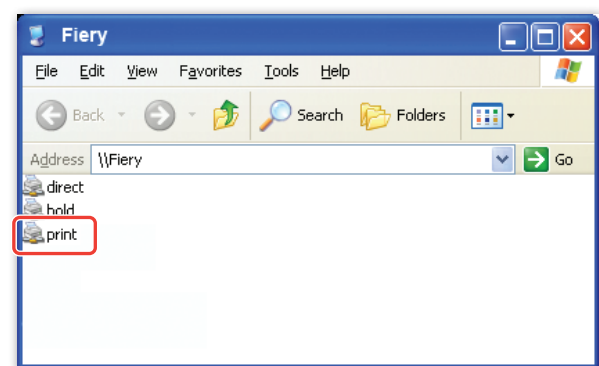 Fiery
File Edit View Favorites Tools Help
Back Search Folders
Address \\Fiery Go
direct
hold
print